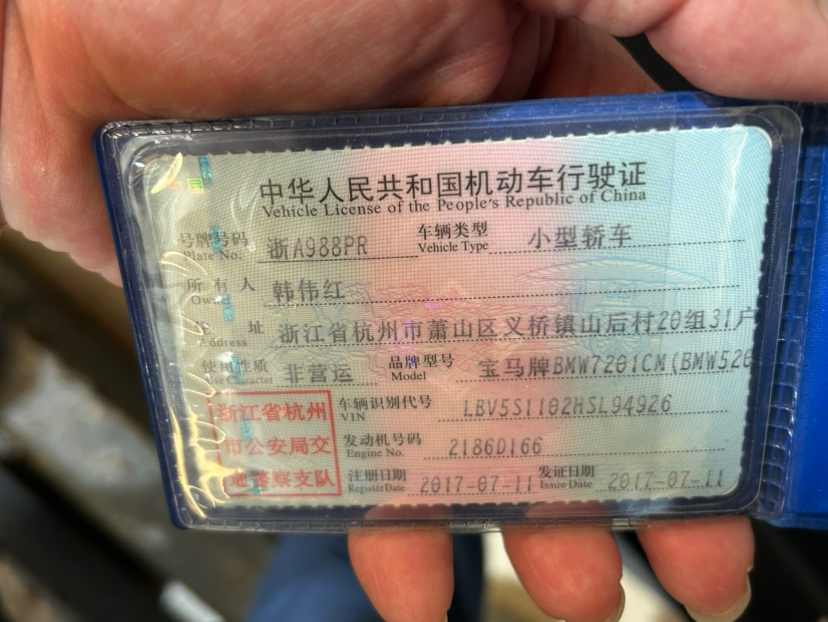 中华人民共和国机动车行驶证
Vehicle License of the People's Republic of China
号牌号码 浙A988PR 车辆类型 小型轿车
Plate No. Vehicle Type
所有人 韩伟红
Owner
住址 浙江省杭州市萧山区义桥镇山后村20组31户
Address
使用性质 非营运 品牌型号 宝马牌BMW7201CM(BMW520
Use Character Model
浙江省杭州 车辆识别代号 LBV5S1102HSL94926
VIN
市公安局交 发动机号码 2186D166
Engine No.
通警察支队 注册日期 2017-07-11 发证日期 2017-07-11
Register Date Issue Date